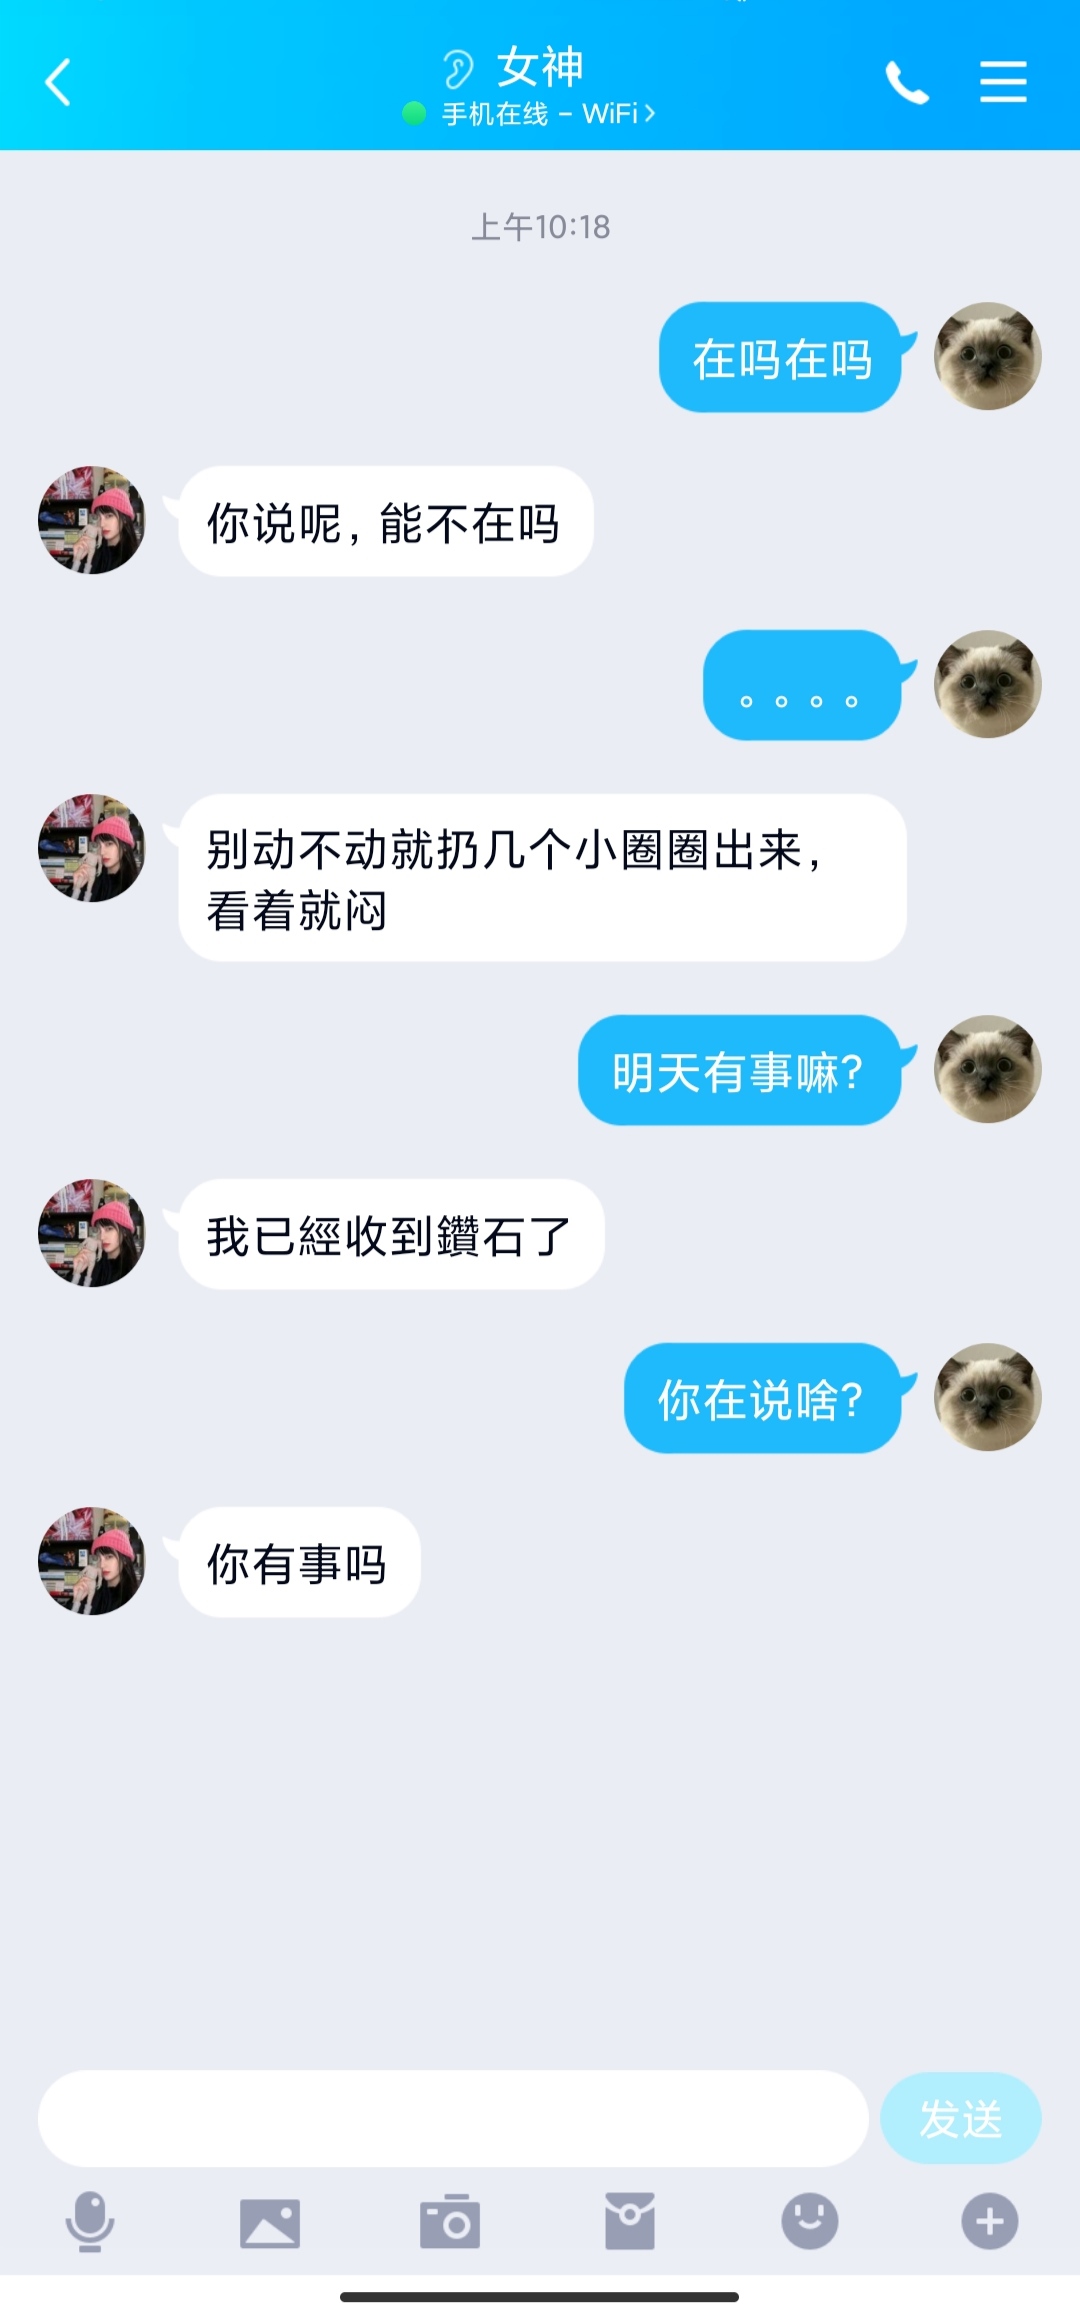 女神
手机在线 - WiFi
上午10:18
在吗在吗
你说呢，能不在吗
。。。。
别动不动就扔几个小圈圈出来，
看着就闷
明天有事嘛?
我已經收到鑽石了
你在说啥?
你有事吗
发送